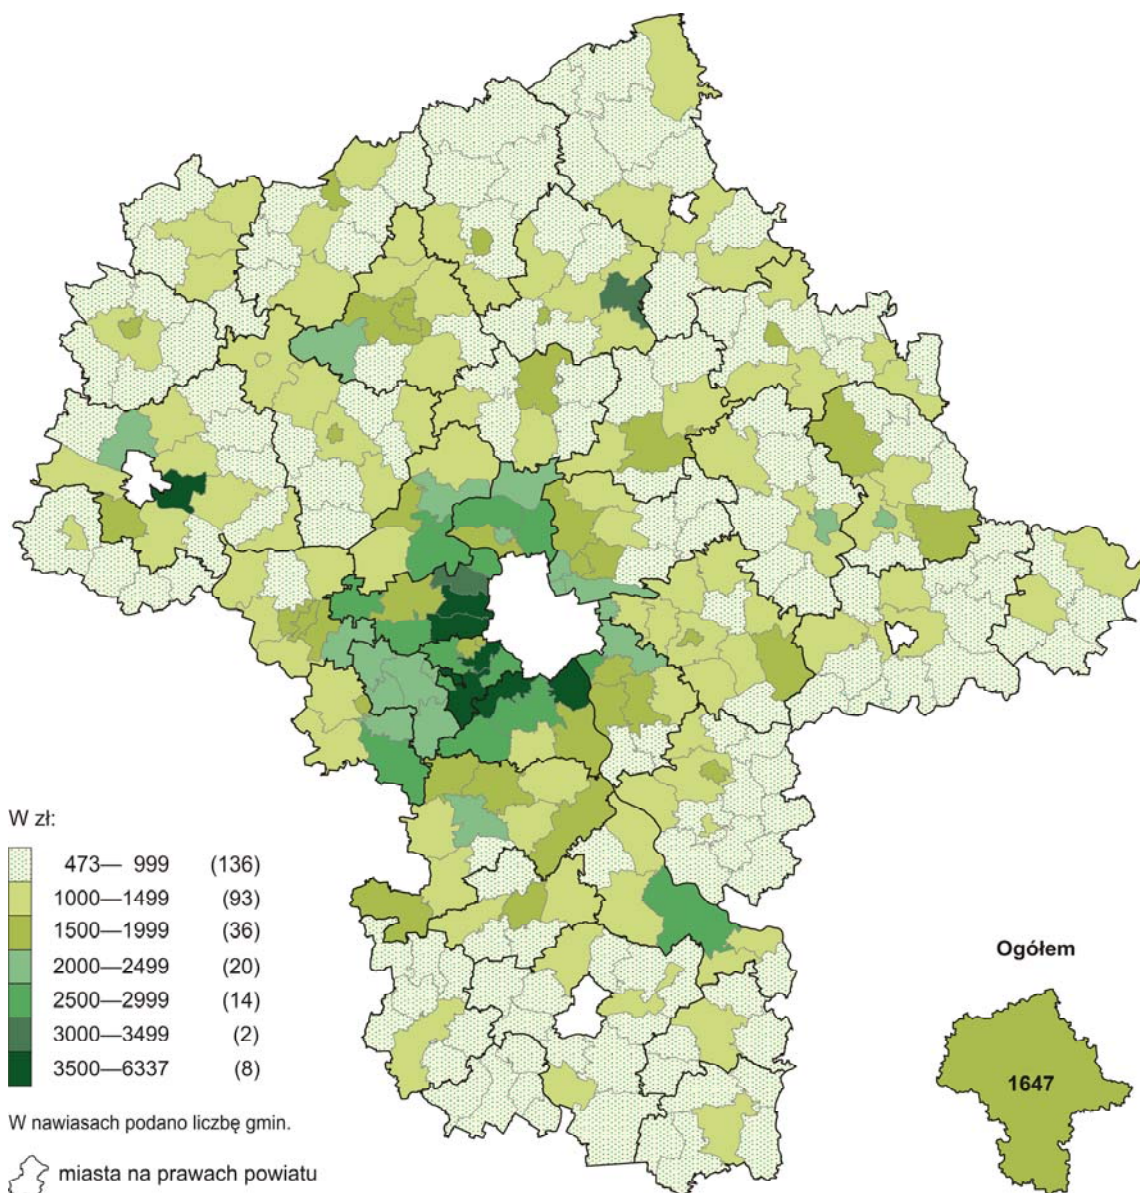 W zł:
473— 999 (136)
1000—1499 (93)
1500—1999 (36)
2000—2499 (20)
2500—2999 (14)
3000—3499 (2)
3500—6337 (8)
W nawiasach podano liczbę gmin.
miasta na prawach powiatu
Ogółem
1647